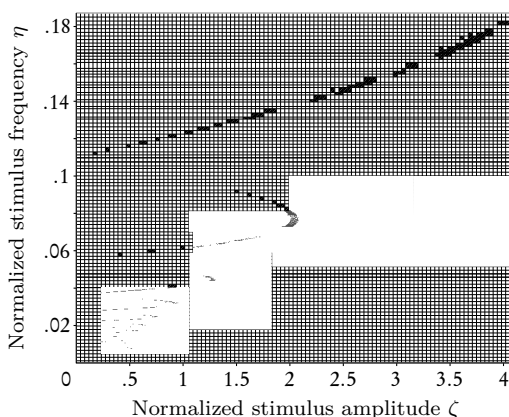 Normalized stimulus frequency η
.18
.14
.1
.06
.02
0 .5 1 1.5 2 2.5 3 3.5 4
Normalized stimulus amplitude ζ